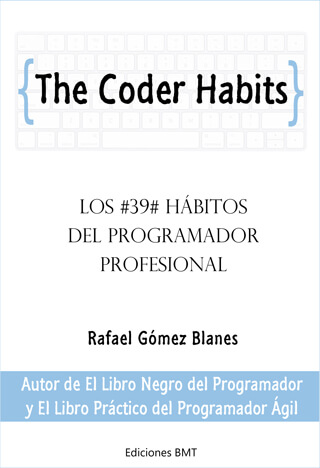 {The Coder Habits}
LOS #39# HÁBITOS
DEL PROGRAMADOR
PROFESIONAL
Rafael Gómez Blanes
Autor de El Libro Negro del Programador
y El Libro Práctico del Programador Ágil
Ediciones BMT